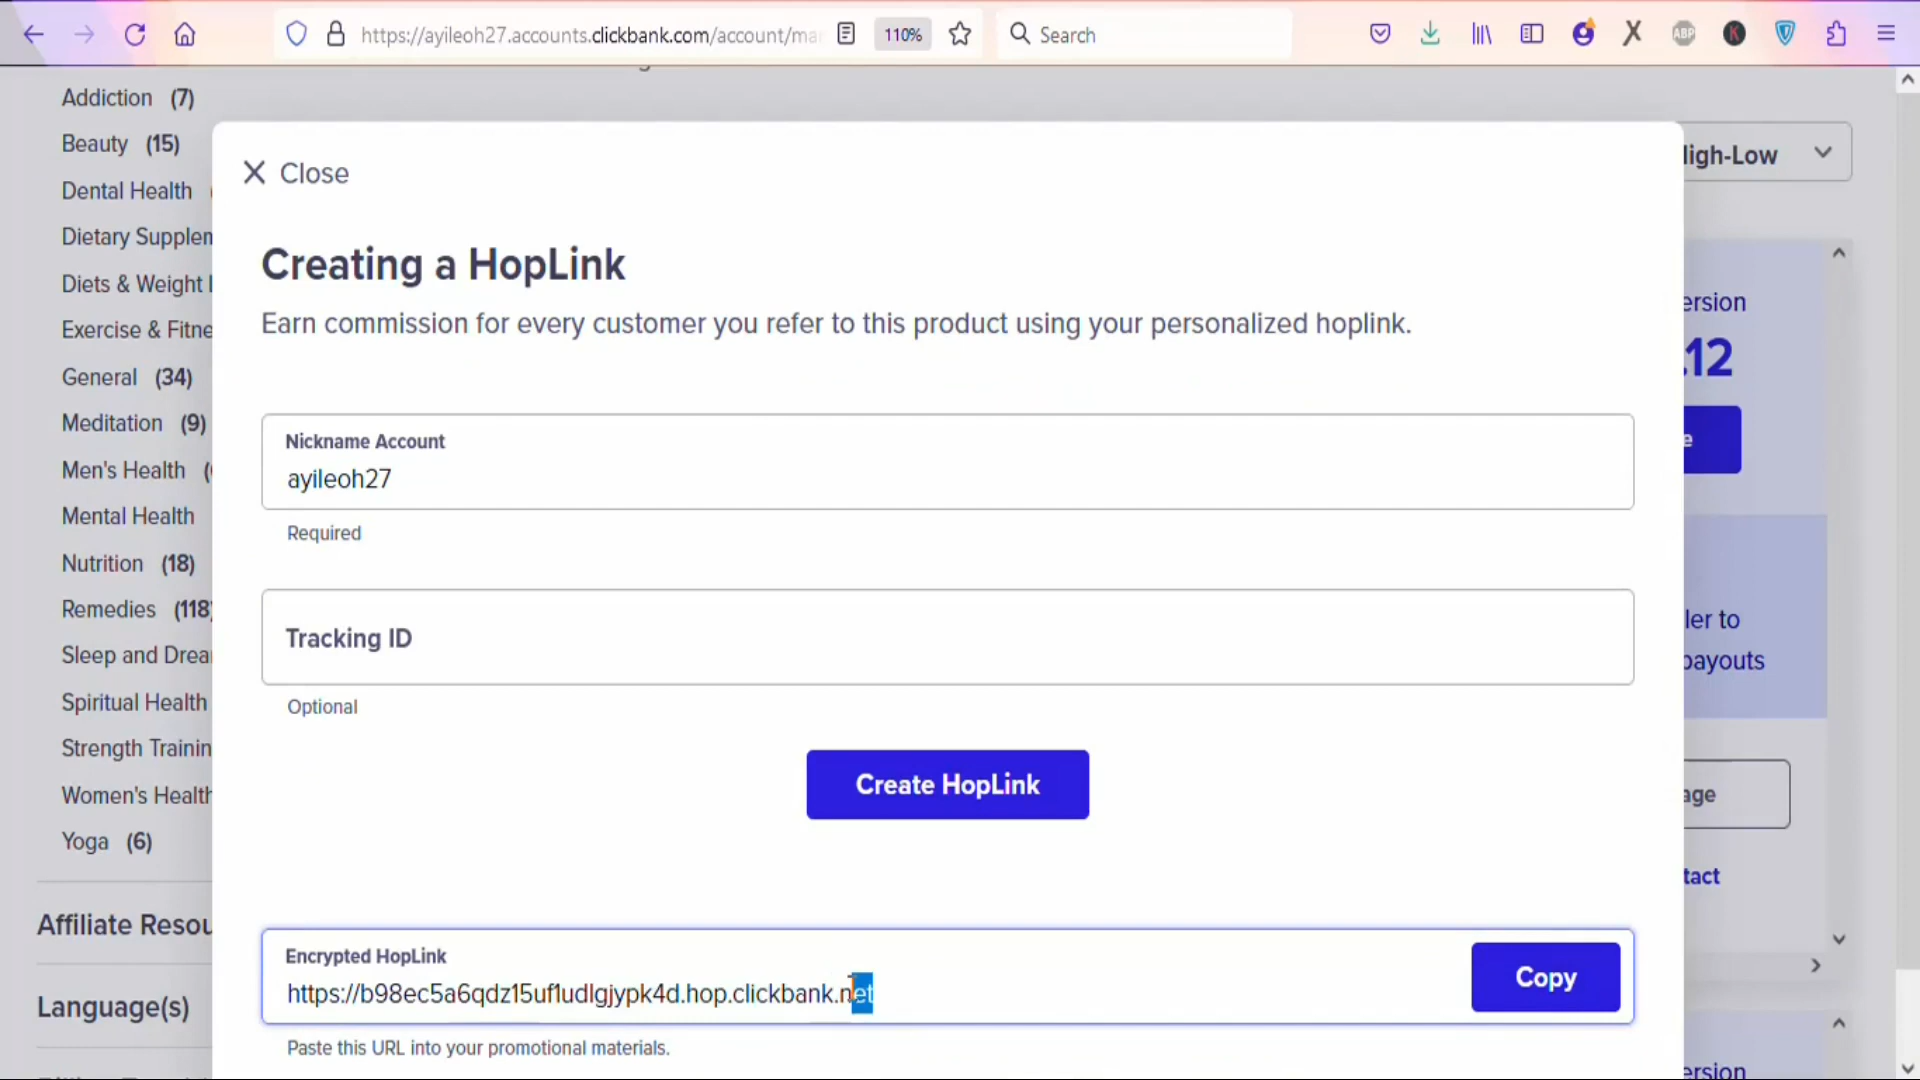 https://ayileoh27.accounts.clickbank.com/account/ma
110%
Search
ABP
Addiction (7)
Beauty (15)
Dental Health
Dietary Supplem
Diets & Weight
Exercise & Fitne
General (34)
Meditation (9)
Men's Health
Mental Health
Nutrition (18)
Remedies (118)
Sleep and Drea
Spiritual Health
Strength Trainin
Women's Health
Yoga (6)
Affiliate Resou
Language(s)
Close
Creating a HopLink
Earn commission for every customer you refer to this product using your personalized hoplink.
Nickname Account
ayileoh27
Required
Tracking ID
Optional
Create HopLink
Encrypted HopLink
https://b98ec5a6qdz15uf1udlgjypk4d.hop.clickbank.net
Copy
Paste this URL into your promotional materials.
High-Low
ersion
.12
e
ler to
payouts
age
tact
ersion